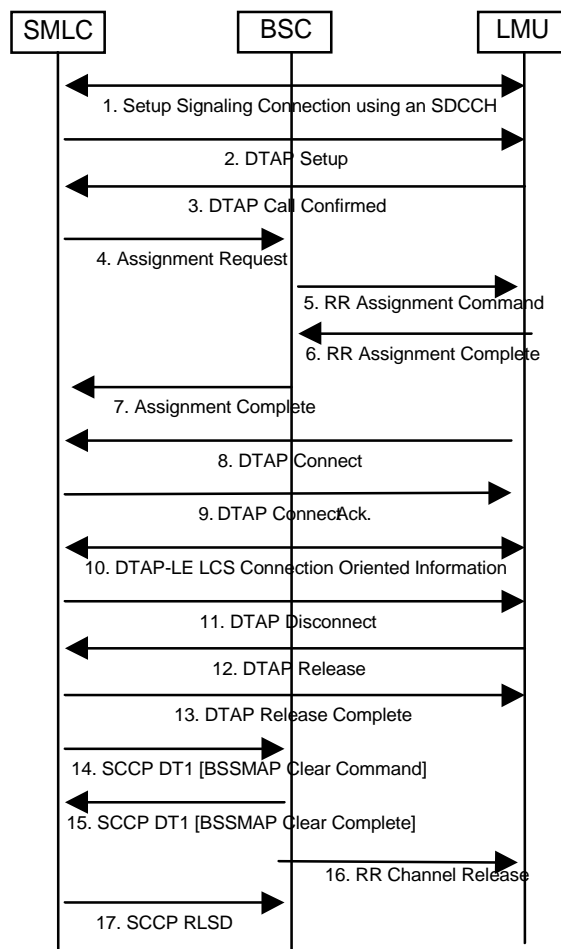 SMLC
BSC
LMU
1. Setup Signaling Connection using an SDCCH
2. DTAP Setup
3. DTAP Call Confirmed
4. Assignment Request
5. RR Assignment Command
6. RR Assignment Complete
7. Assignment Complete
8. DTAP Connect
9. DTAP Connect Ack.
10. DTAP-LE LCS Connection Oriented Information
11. DTAP Disconnect
12. DTAP Release
13. DTAP Release Complete
14. SCCP DT1 [BSSMAP Clear Command]
15. SCCP DT1 [BSSMAP Clear Complete]
16. RR Channel Release
17. SCCP RLSD